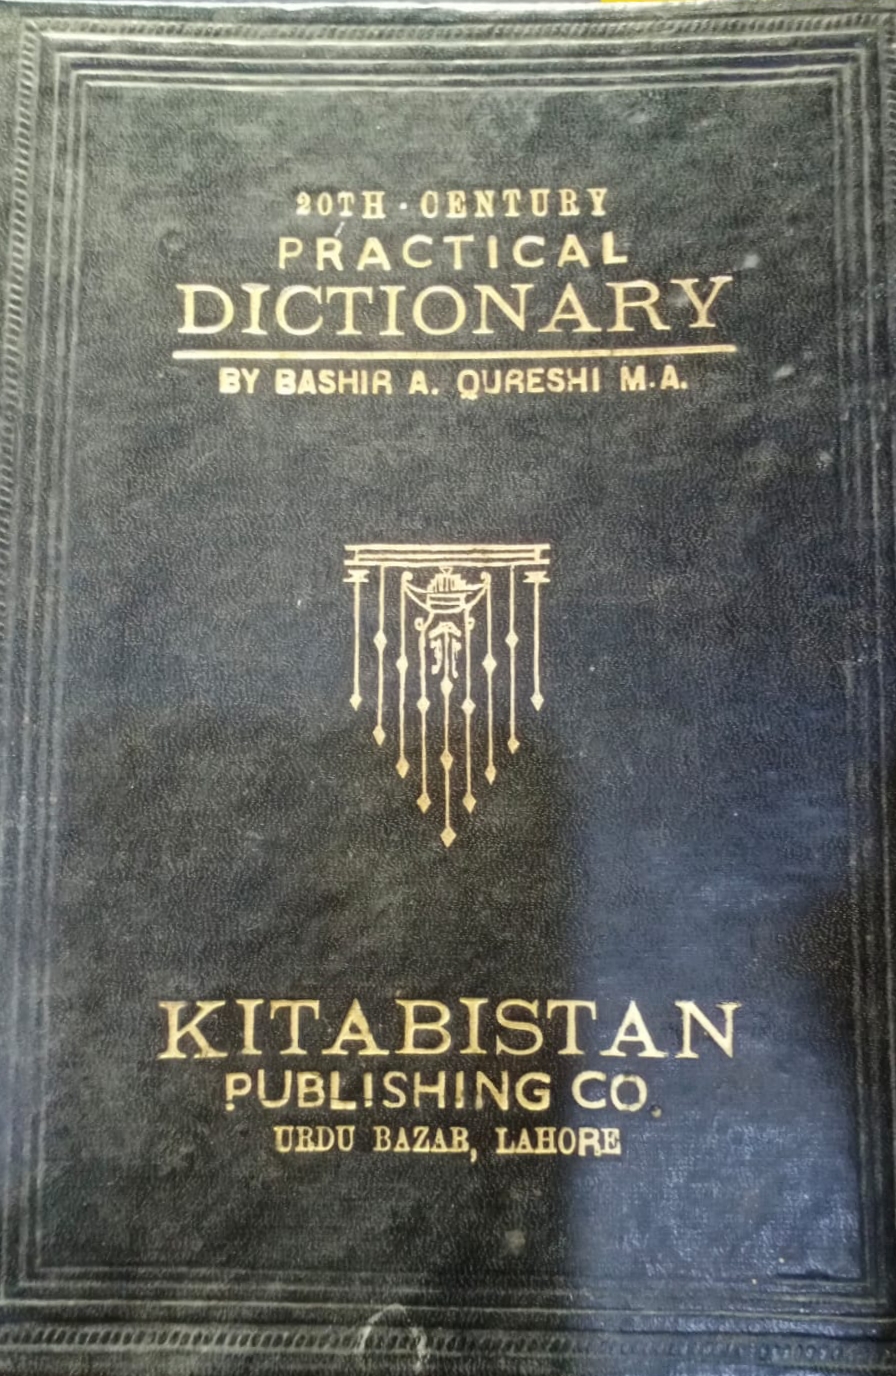 20TH · CENTURY
PRACTICAL
DICTIONARY
BY BASHIR A. QURESHI M.A.
KITABISTAN
PUBLISHING CO.
URDU BAZAR, LAHORE